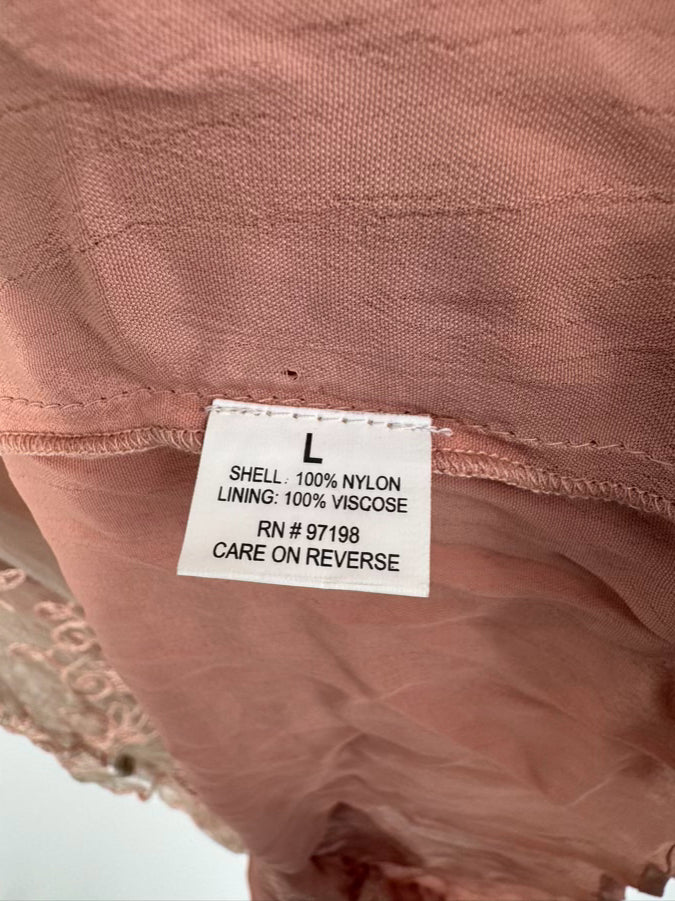 L
SHELL: 100% NYLON
LINING: 100% VISCOSE
RN # 97198
CARE ON REVERSE